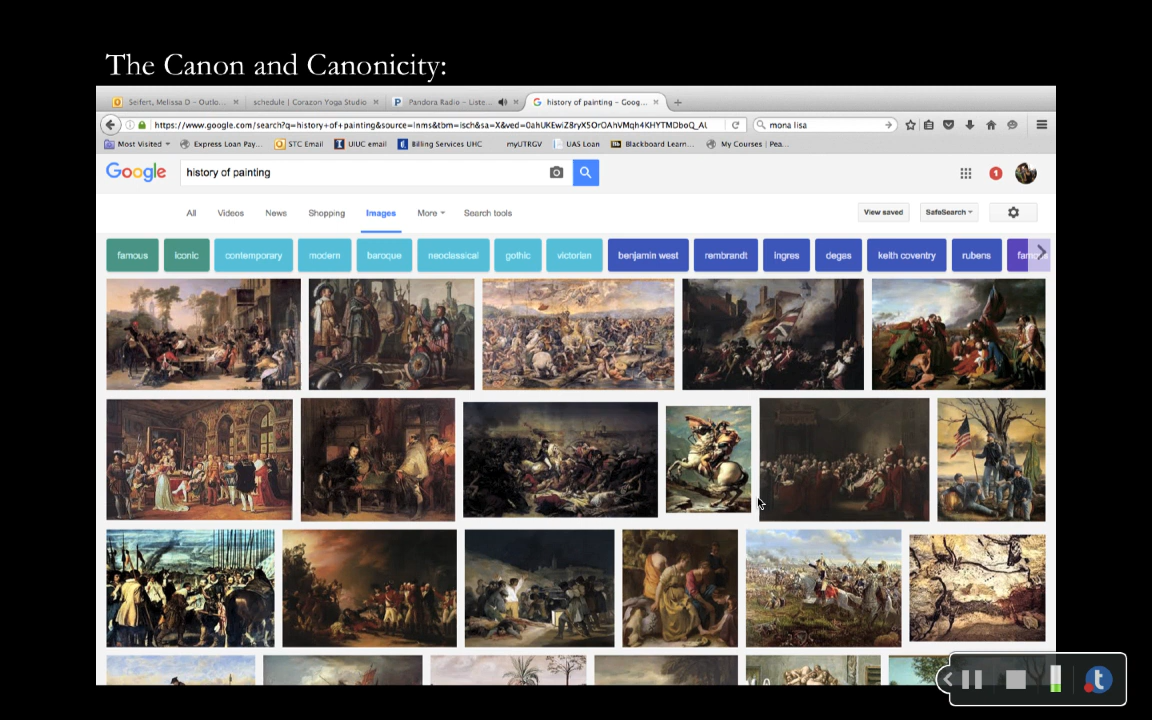 The Canon and Canonicity:
Seifert, Melissa D - Outlo... × schedule | Corazon Yoga Studio × Pandora Radio - Liste... × history of painting - Goog... × +
https://www.google.com/search?q=history+of+painting&source=lnms&tbm=isch&sa=X&ved=0ahUKEwiZ8ryX5OrOAhVMqh4KHYTMDboQ_AU mona lisa
Most Visited Express Loan Pay... STC Email UIUC email Billing Services UHC myUTRGV UAS Loan Blackboard Learn... My Courses | Pea...
Google history of painting 1
All Videos News Shopping Images More Search tools View saved SafeSearch
famous iconic contemporary modern baroque neoclassical gothic victorian benjamin west rembrandt ingres degas keith coventry rubens